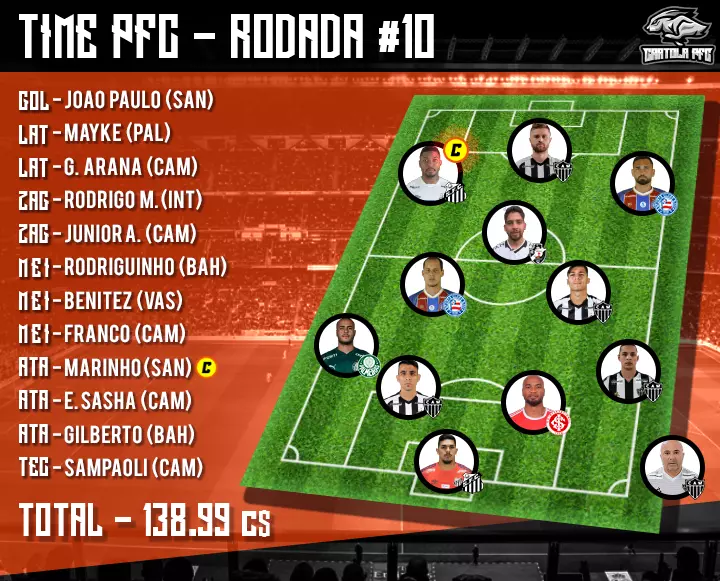 TIME PFC - RODADA #10
CARTOLA PFC
GOL - JOAO PAULO (SAN)
LAT - MAYKE (PAL)
LAT - G. ARANA (CAM)
ZAG - RODRIGO M. (INT)
ZAG - JUNIOR A. (CAM)
MEI - RODRIGUINHO (BAH)
MEI - BENITEZ (VAS)
MEI - FRANCO (CAM)
ATA - MARINHO (SAN) C
ATA - E. SASHA (CAM)
ATA - GILBERTO (BAH)
TEC - SAMPAOLI (CAM)
TOTAL - 138.99 C$
C